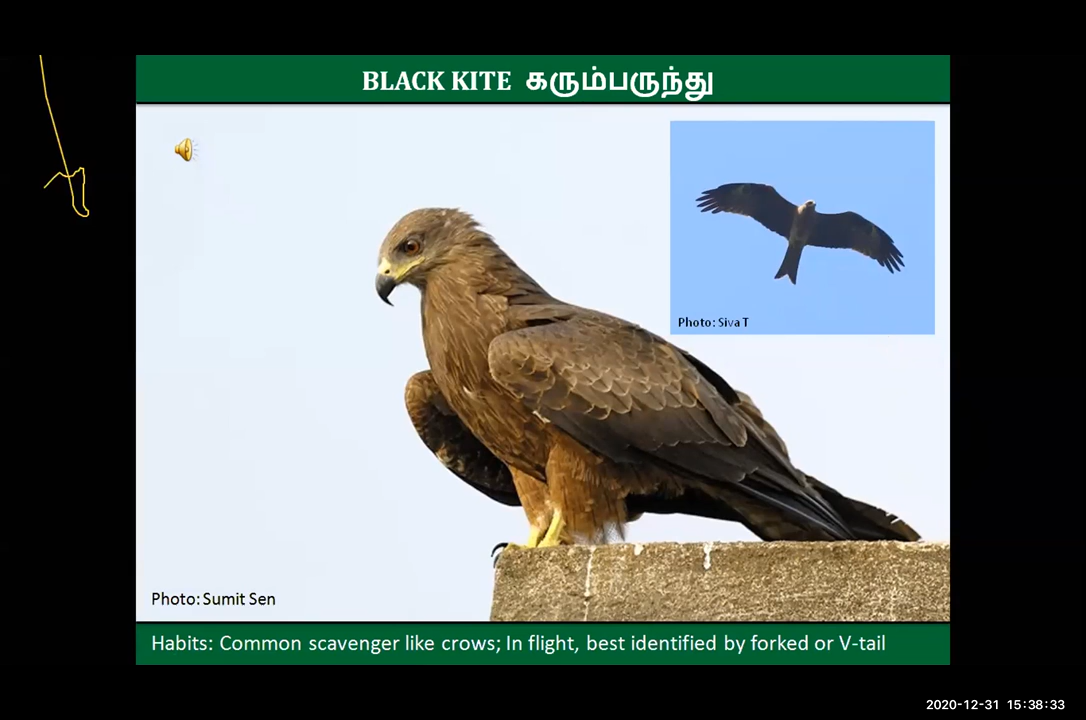 BLACK KITE கரும்பருந்து
Photo: Siva T
Photo: Sumit Sen
Habits: Common scavenger like crows; In flight, best identified by forked or V-tail
2020-12-31 15:38:33